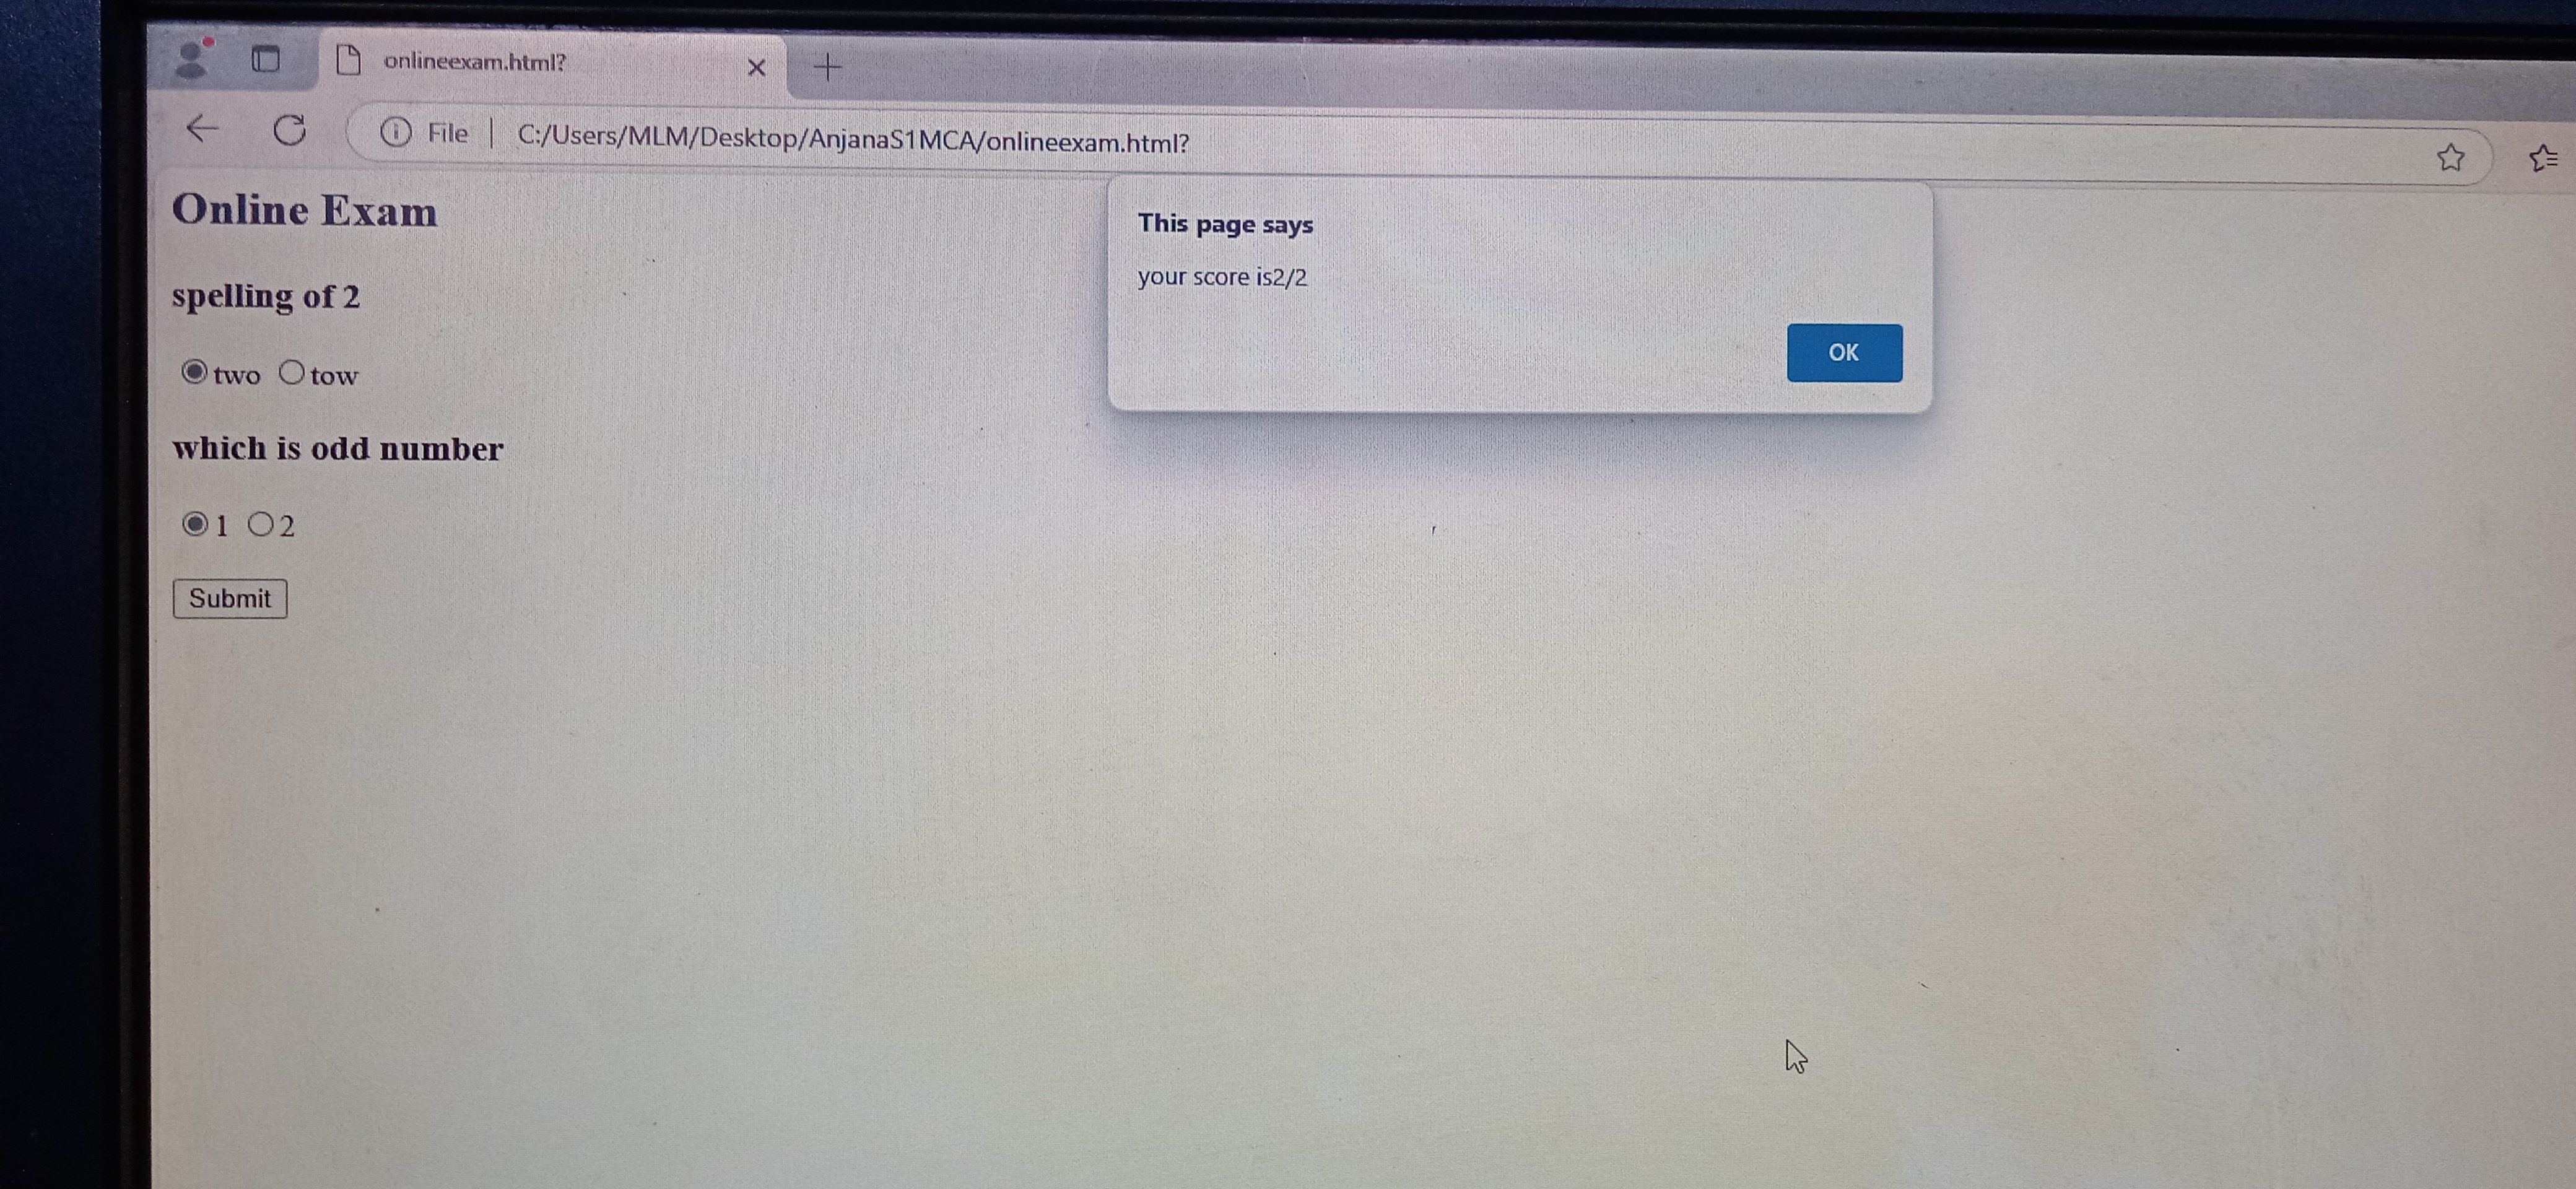 onlineexam.html?
File | C:/Users/MLM/Desktop/AnjanaS1MCA/onlineexam.html?
Online Exam
This page says
your score is2/2
OK
spelling of 2
two tow
which is odd number
1 2
Submit